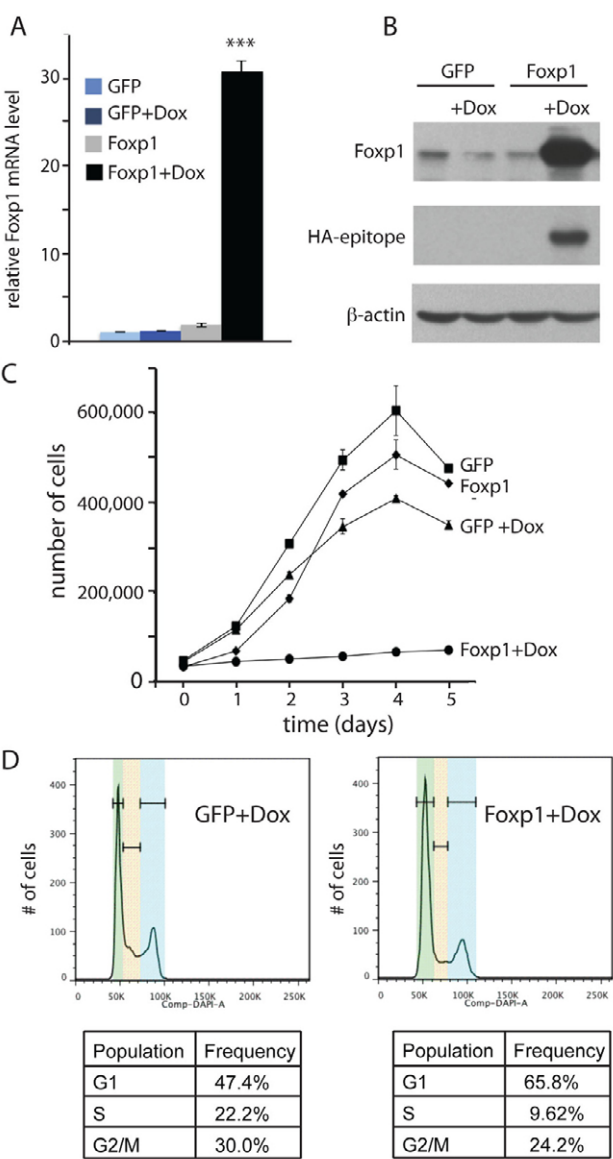 A
relative Foxp1 mRNA level
30
20
10
0
***
GFP
GFP+Dox
Foxp1
Foxp1+Dox
B
GFP Foxp1
+Dox +Dox
Foxp1
HA-epitope
β-actin
C
number of cells
600,000
400,000
200,000
0
GFP
Foxp1
GFP +Dox
Foxp1+Dox
0 1 2 3 4 5
time (days)
D
# of cells
400
300
200
100
0
GFP+Dox
0 50K 100K 150K 200K 250K
Comp-DAPI-A
Population Frequency
G1 47.4%
S 22.2%
G2/M 30.0%
# of cells
400
300
200
100
0
Foxp1+Dox
0 50K 100K 150K 200K 250K
Comp-DAPI-A
Population Frequency
G1 65.8%
S 9.62%
G2/M 24.2%